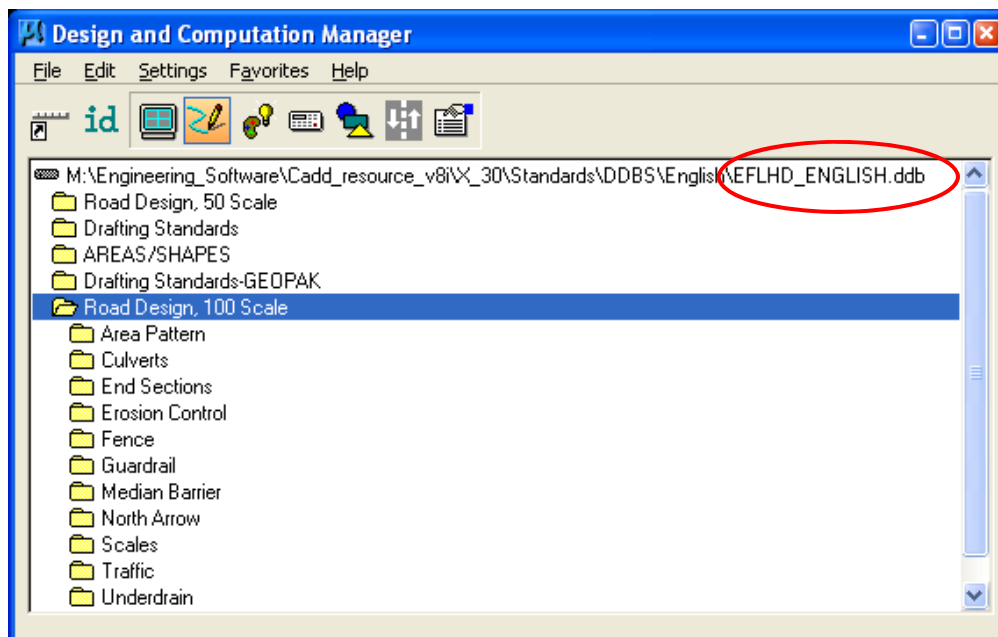 Design and Computation Manager
File Edit Settings Favorites Help
id
M:\Engineering_Software\Cadd_resource_v8i\X_30\Standards\DDBS\English\EFLHD_ENGLISH.ddb
Road Design, 50 Scale
Drafting Standards
AREAS/SHAPES
Drafting Standards-GEOPAK
Road Design, 100 Scale
Area Pattern
Culverts
End Sections
Erosion Control
Fence
Guardrail
Median Barrier
North Arrow
Scales
Traffic
Underdrain